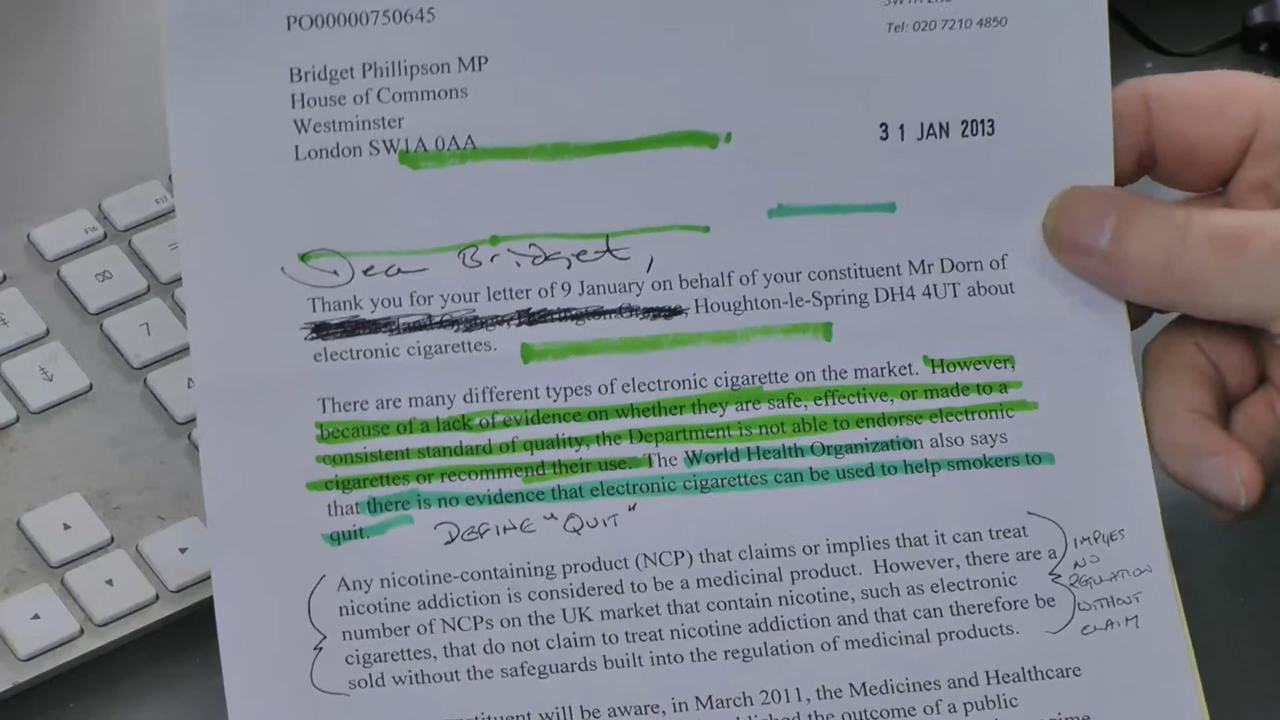 PO00000750645
Tel: 020 7210 4850
Bridget Phillipson MP
House of Commons
Westminster
London SW1A 0AA
31 JAN 2013
Dear Bridget,
Thank you for your letter of 9 January on behalf of your constituent Mr Dorn of
Houghton-le-Spring DH4 4UT about
electronic cigarettes.
There are many different types of electronic cigarette on the market. However,
because of a lack of evidence on whether they are safe, effective, or made to a
consistent standard of quality, the Department is not able to endorse electronic
cigarettes or recommend their use. The World Health Organization also says
that there is no evidence that electronic cigarettes can be used to help smokers to
quit. DEFINE "QUIT"
Any nicotine-containing product (NCP) that claims or implies that it can treat
nicotine addiction is considered to be a medicinal product. However, there are a
number of NCPs on the UK market that contain nicotine, such as electronic
cigarettes, that do not claim to treat nicotine addiction and that can therefore be
sold without the safeguards built into the regulation of medicinal products.
IMPLYES
NO
REGULATION
WITHOUT
CLAIM
will be aware, in March 2011, the Medicines and Healthcare
the outcome of a public
F16
F17
=
7